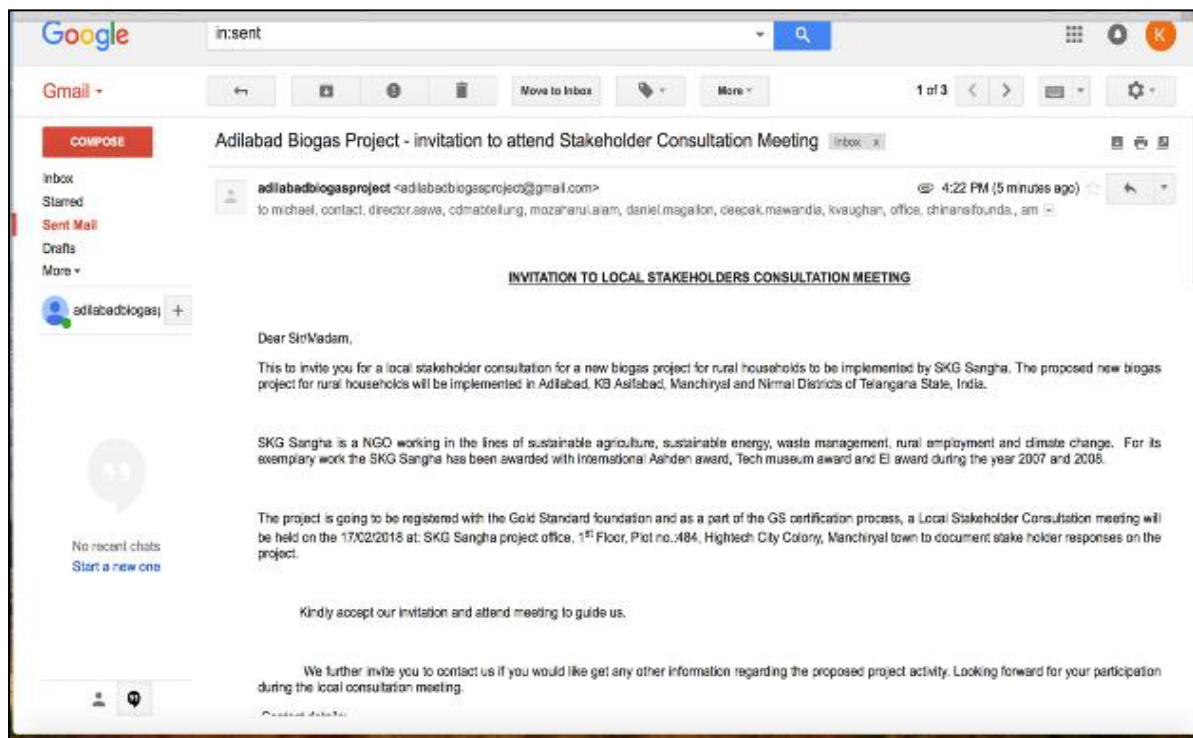 Google
in:sent
K
Gmail
Move to Inbox
More
1 of 3
COMPOSE
Adilabad Biogas Project - invitation to attend Stakeholder Consultation Meeting
Inbox x
Inbox
Starred
Sent Mail
Drafts
More
adilabadbiogasproject <adilabadbiogasproject@gmail.com>
4:22 PM (5 minutes ago)
to michael, contact, director.aswa, cdmabteilung, mozaharul.alam, daniel.magallon, deepak.mawandia, kvaughan, office, chinansifounda., am
adilabadbiogas
+
INVITATION TO LOCAL STAKEHOLDERS CONSULTATION MEETING
Dear Sir/Madam,
This to invite you for a local stakeholder consultation for a new biogas project for rural households to be implemented by SKG Sangha. The proposed new biogas
project for rural households will be implemented in Adilabad, KB Asifabad, Manchiryal and Nirmal Districts of Telangana State, India.
SKG Sangha is a NGO working in the lines of sustainable agriculture, sustainable energy, waste management, rural employment and climate change. For its
exemplary work the SKG Sangha has been awarded with international Ashden award, Tech museum award and EI award during the year 2007 and 2008.
The project is going to be registered with the Gold Standard foundation and as a part of the GS certification process, a Local Stakeholder Consultation meeting will
be held on the 17/02/2018 at: SKG Sangha project office, 1st Floor, Plot no.:484, Hightech City Colony, Manchiryal town to document stake holder responses on the
project.
No recent chats
Start a new one
Kindly accept our invitation and attend meeting to guide us.
We further invite you to contact us if you would like get any other information regarding the proposed project activity. Looking forward for your participation
during the local consultation meeting.
Contact details: